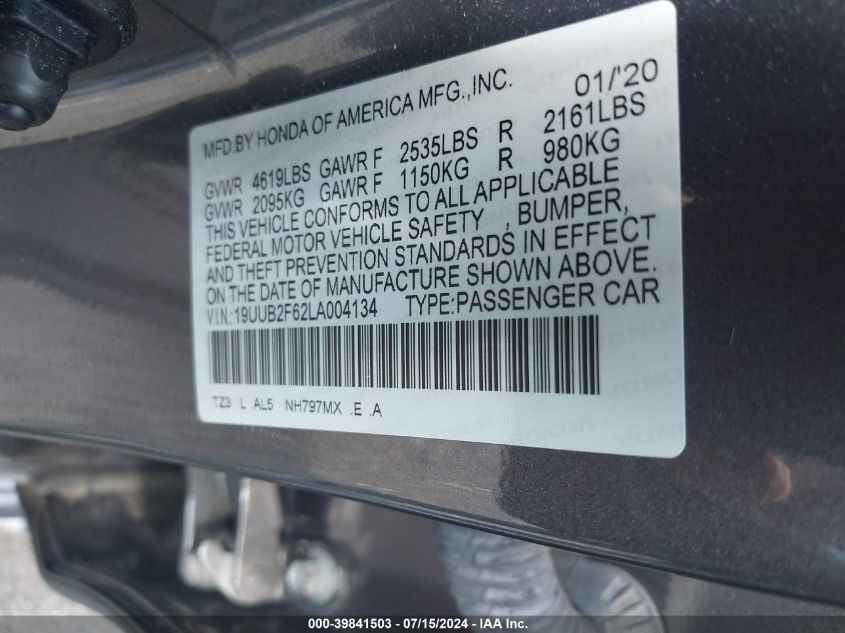 MFD.BY HONDA OF AMERICA MFG.,INC. 01/'20
GVWR 4619LBS GAWR F 2535LBS R 2161LBS
GVWR 2095KG GAWR F 1150KG R 980KG
THIS VEHICLE CONFORMS TO ALL APPLICABLE
FEDERAL MOTOR VEHICLE SAFETY , BUMPER,
AND THEFT PREVENTION STANDARDS IN EFFECT
ON THE DATE OF MANUFACTURE SHOWN ABOVE.
V.I.N.:19UUB2F62LA004134 TYPE:PASSENGER CAR
TZ3 L AL5 NH797MX .E .A
000-39841503 - 07/15/2024 - IAA Inc.